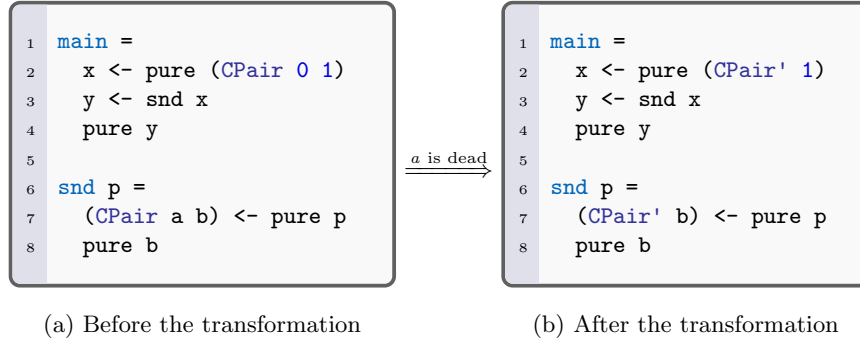 1 main =
2 x <- pure (CPair 0 1)
3 y <- snd x
4 pure y
5
6 snd p =
7 (CPair a b) <- pure p
8 pure b
a is dead
1 main =
2 x <- pure (CPair' 1)
3 y <- snd x
4 pure y
5
6 snd p =
7 (CPair' b) <- pure p
8 pure b
(a) Before the transformation
(b) After the transformation